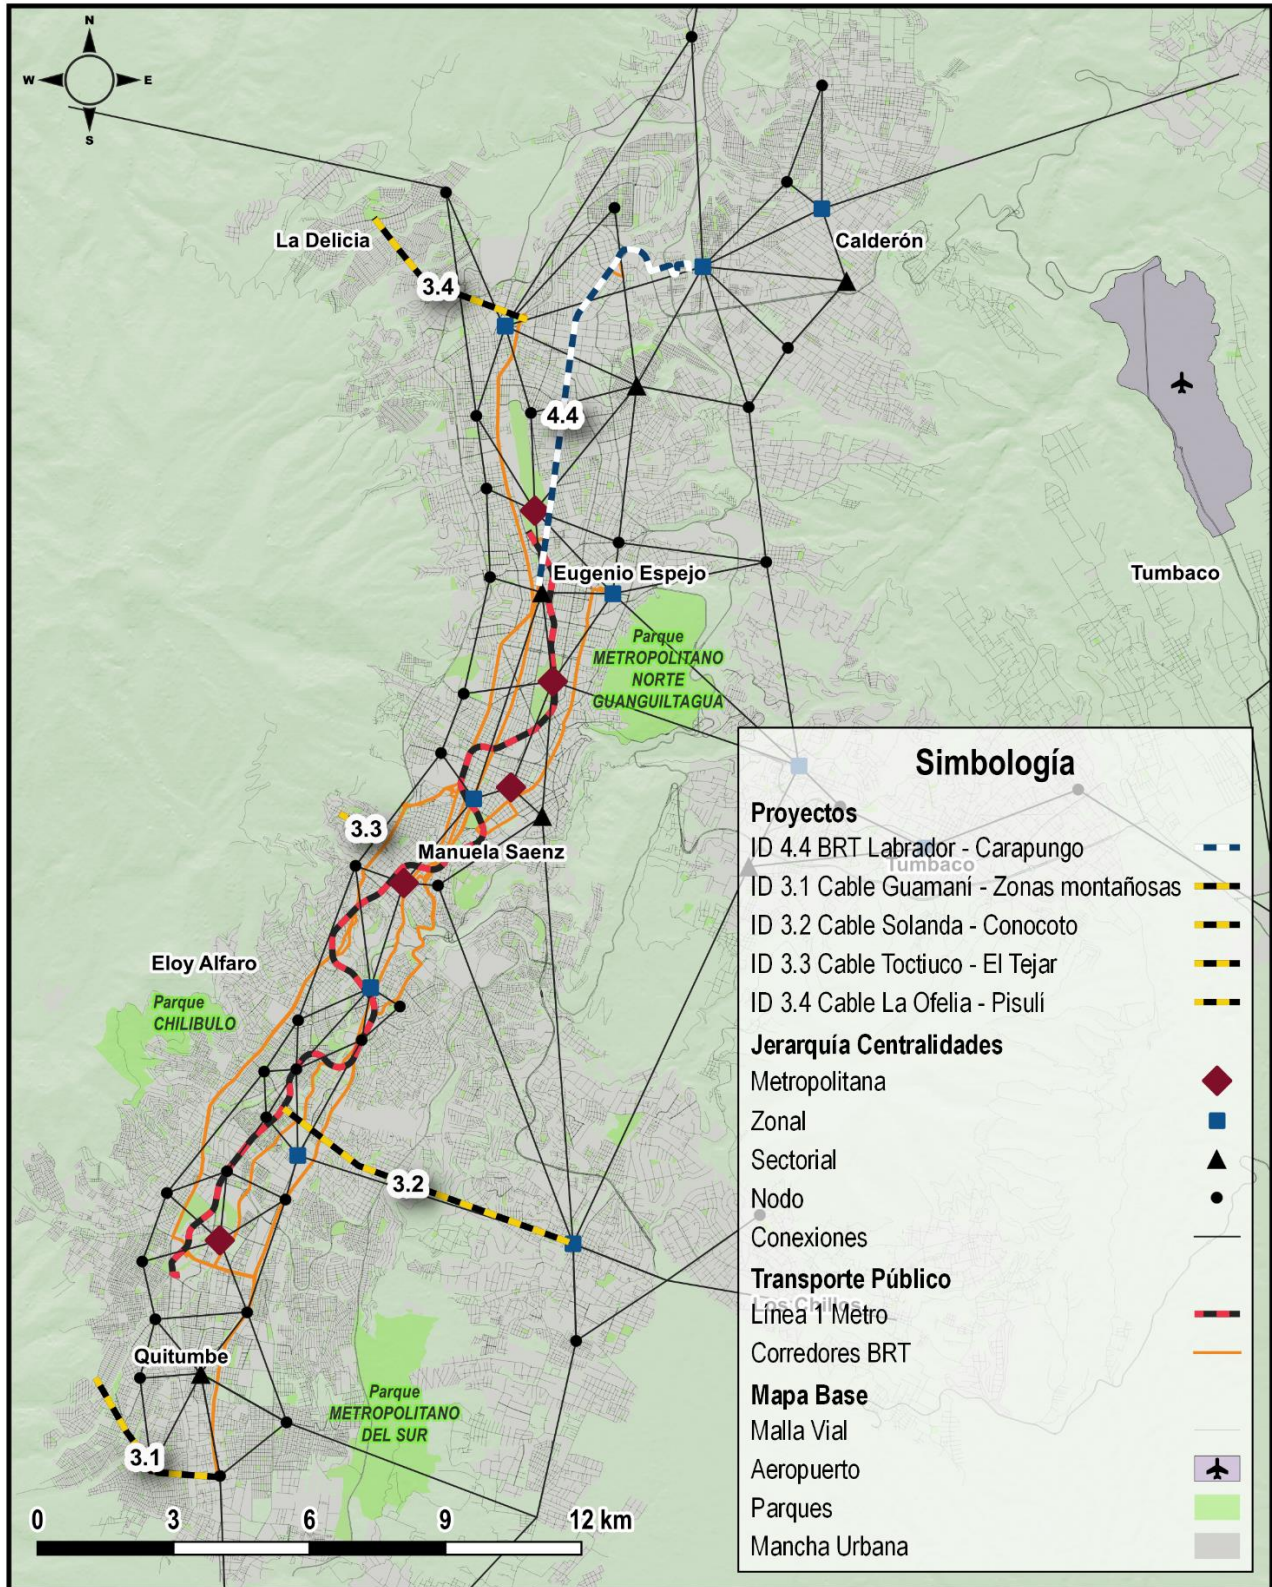 N
W E
S
La Delicia
Calderón
3.4
4.4
Eugenio Espejo
Tumbaco
Parque
METROPOLITANO
NORTE
GUANGUILTAGUA
3.3
Manuela Saenz
Eloy Alfaro
Parque
CHILIBULO
3.2
Quitumbe
Parque
METROPOLITANO
DEL SUR
3.1
0 3 6 9 12 km
Simbología
Proyectos
ID 4.4 BRT Labrador - Carapungo
Tumbaco
ID 3.1 Cable Guamaní - Zonas montañosas
ID 3.2 Cable Solanda - Conocoto
ID 3.3 Cable Toctiuco - El Tejar
ID 3.4 Cable La Ofelia - Pisulí
Jerarquía Centralidades
Metropolitana
Zonal
Sectorial
Nodo
Conexiones
Transporte Público
Los Chillos
Línea 1 Metro
Corredores BRT
Mapa Base
Malla Vial
Aeropuerto
Parques
Mancha Urbana